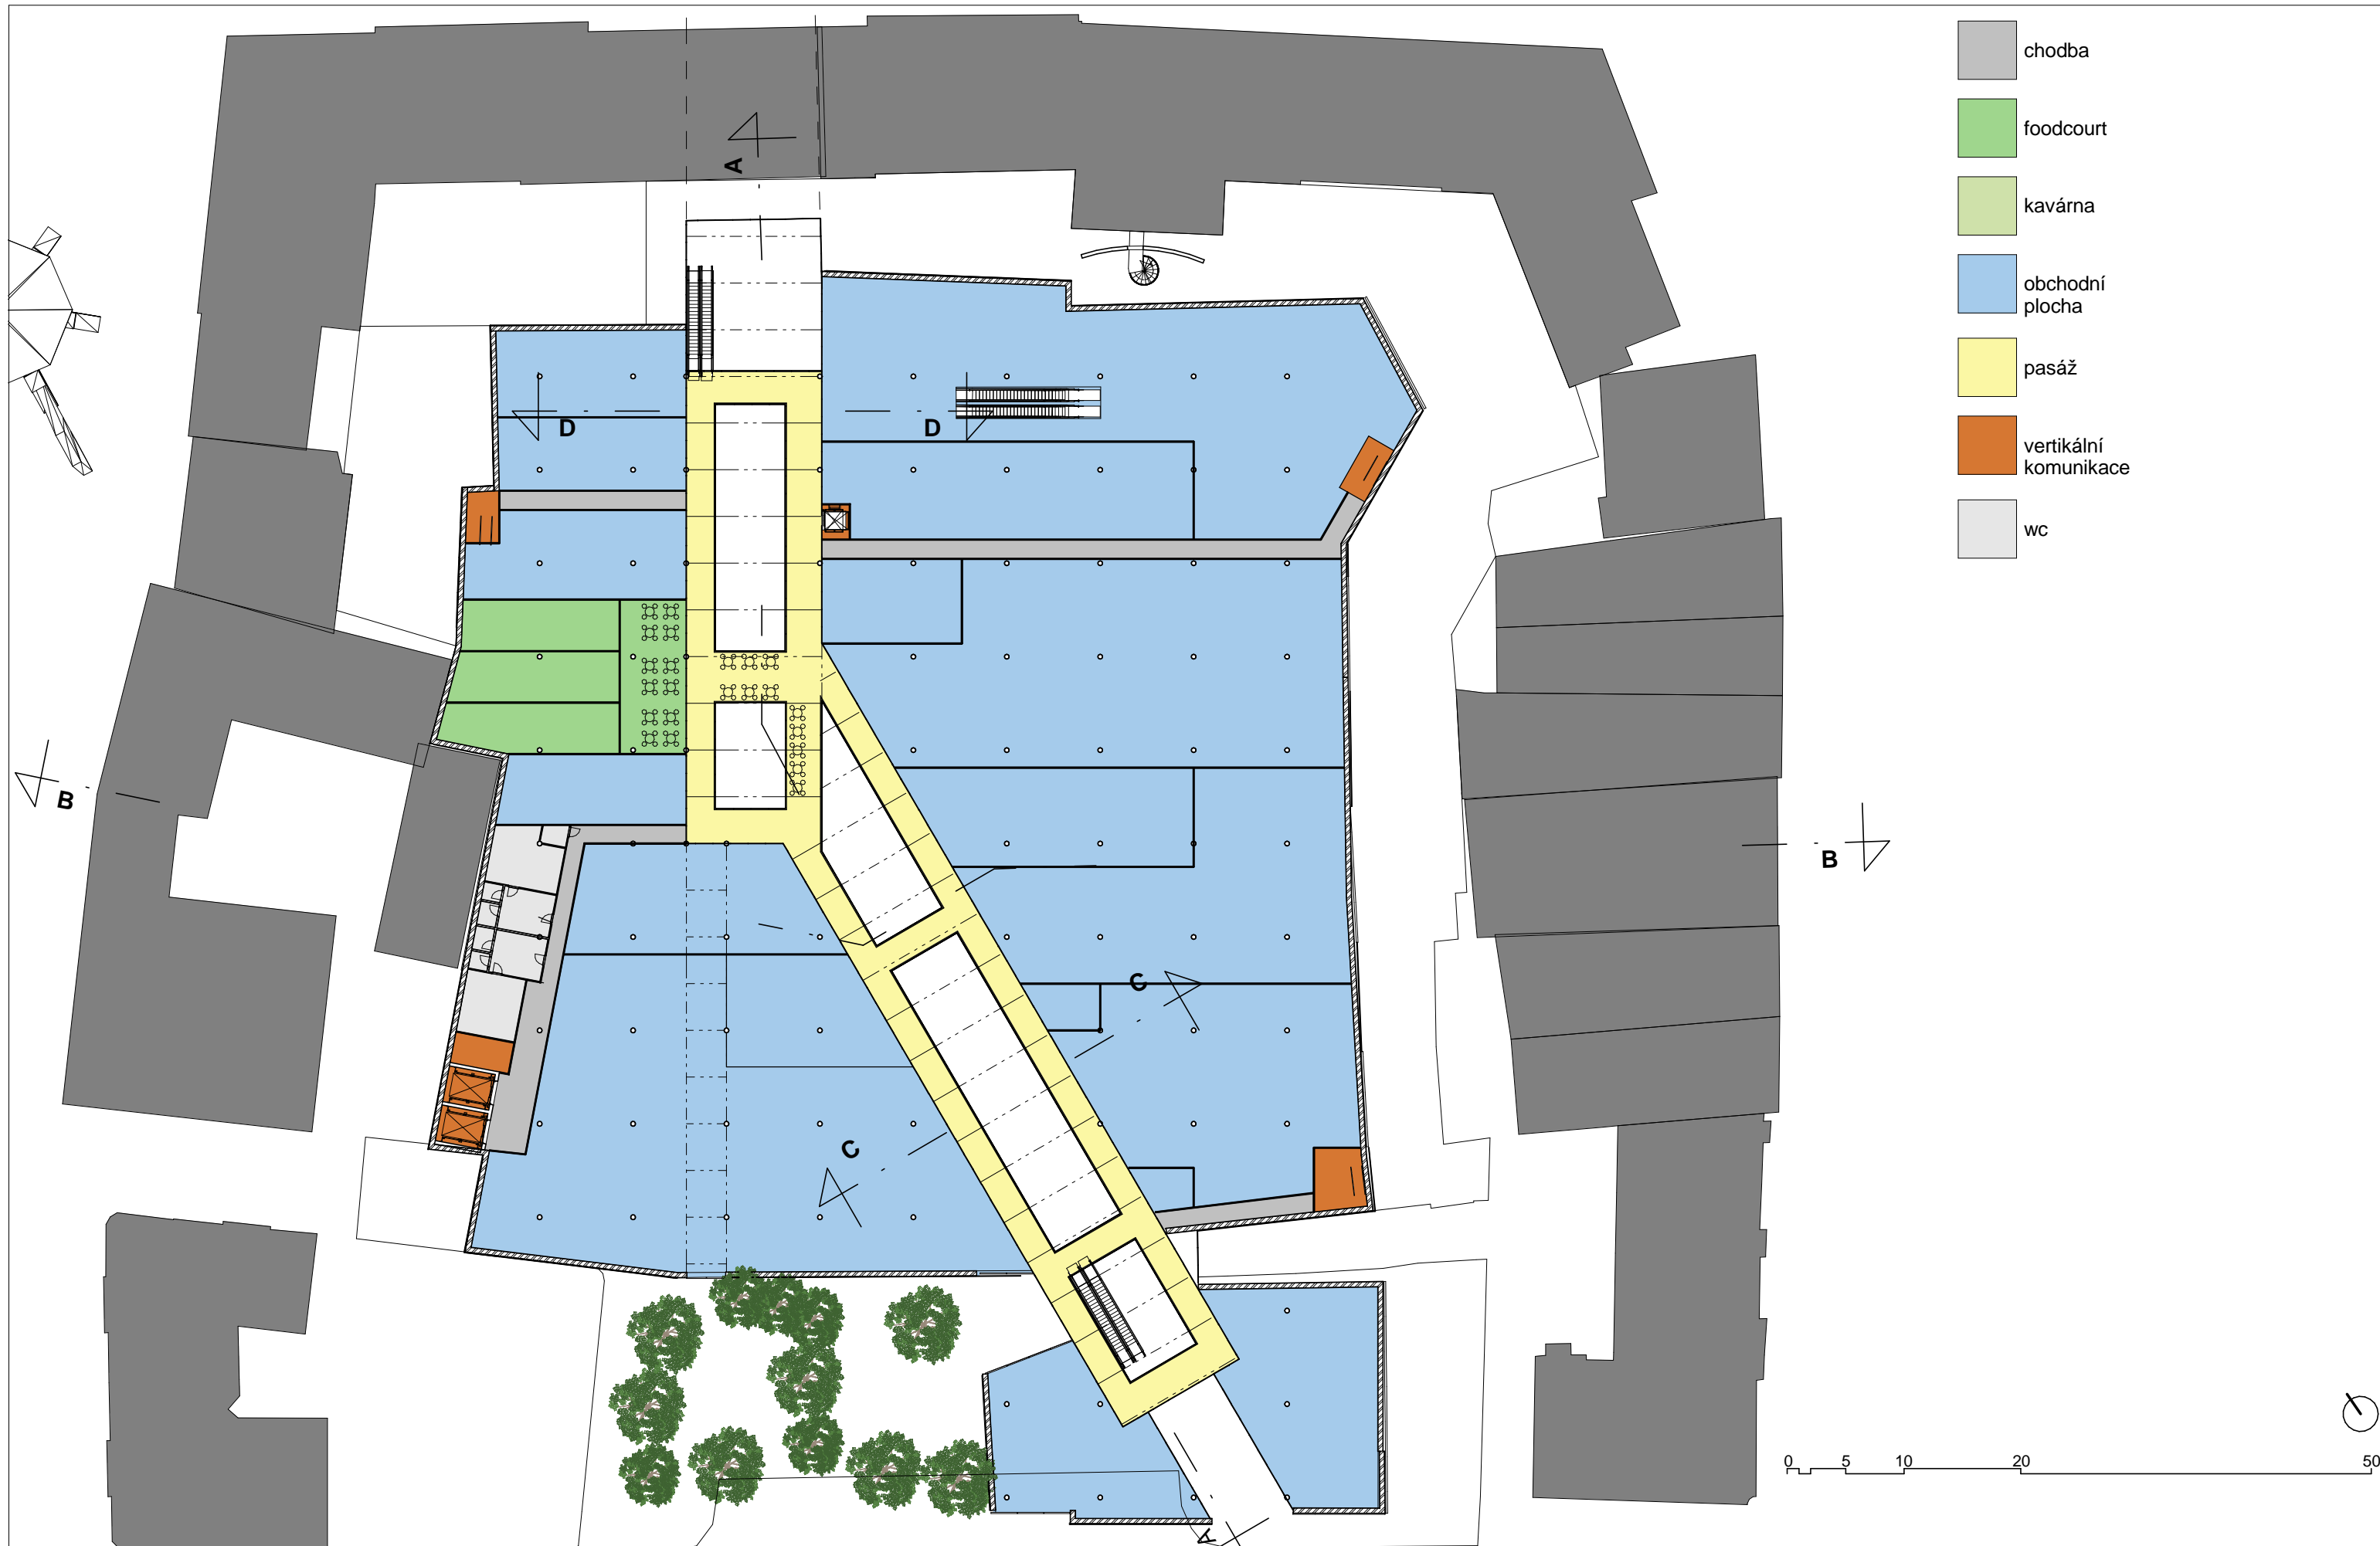 chodba
foodcourt
kavárna
obchodní
plocha
pasáž
vertikální
komunikace
wc
A
D
D
B
B
C
C
A
0 5 10 20 50